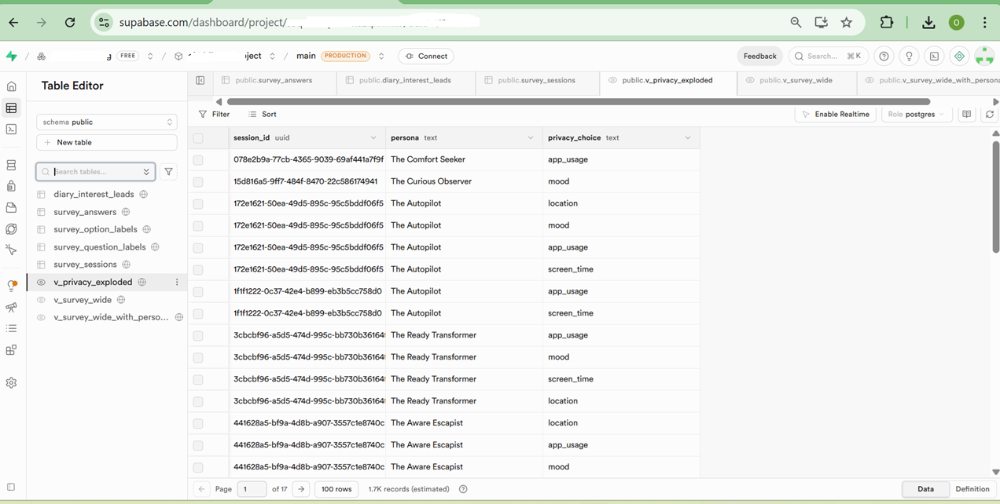 supabase.com/dashboard/project/
O
FREE
ject
main
PRODUCTION
Connect
Feedback
Search...
⌘ K
Table Editor
public.survey_answers
public.diary_interest_leads
public.survey_sessions
public.v_privacy_exploded
public.v_survey_wide
public.v_survey_wide_with_persona
schema public
New table
Search tables...
diary_interest_leads
survey_answers
survey_option_labels
survey_question_labels
survey_sessions
v_privacy_exploded
v_survey_wide
v_survey_wide_with_perso...
Filter
Sort
Enable Realtime
Role postgres
session_id uuid persona text privacy_choice text
078e2b9a-77cb-4365-9039-69af441a7f9f The Comfort Seeker app_usage
15d816a5-9ff7-484f-8470-22c586174941 The Curious Observer mood
172e1621-50ea-49d5-895c-95c5bddf06f5 The Autopilot location
172e1621-50ea-49d5-895c-95c5bddf06f5 The Autopilot mood
172e1621-50ea-49d5-895c-95c5bddf06f5 The Autopilot app_usage
172e1621-50ea-49d5-895c-95c5bddf06f5 The Autopilot screen_time
1f1f1222-0c37-42e4-b899-eb3b5cc758d0 The Autopilot app_usage
1f1f1222-0c37-42e4-b899-eb3b5cc758d0 The Autopilot screen_time
3cbcbf96-a5d5-474d-995c-bb730b36164 The Ready Transformer app_usage
3cbcbf96-a5d5-474d-995c-bb730b36164 The Ready Transformer mood
3cbcbf96-a5d5-474d-995c-bb730b36164 The Ready Transformer screen_time
3cbcbf96-a5d5-474d-995c-bb730b36164 The Ready Transformer location
441628a5-bf9a-4d8b-a907-3557c1e8740c The Aware Escapist location
441628a5-bf9a-4d8b-a907-3557c1e8740c The Aware Escapist app_usage
441628a5-bf9a-4d8b-a907-3557c1e8740c The Aware Escapist mood
Page 1 of 17 100 rows 1.7K records (estimated)
Data Definition